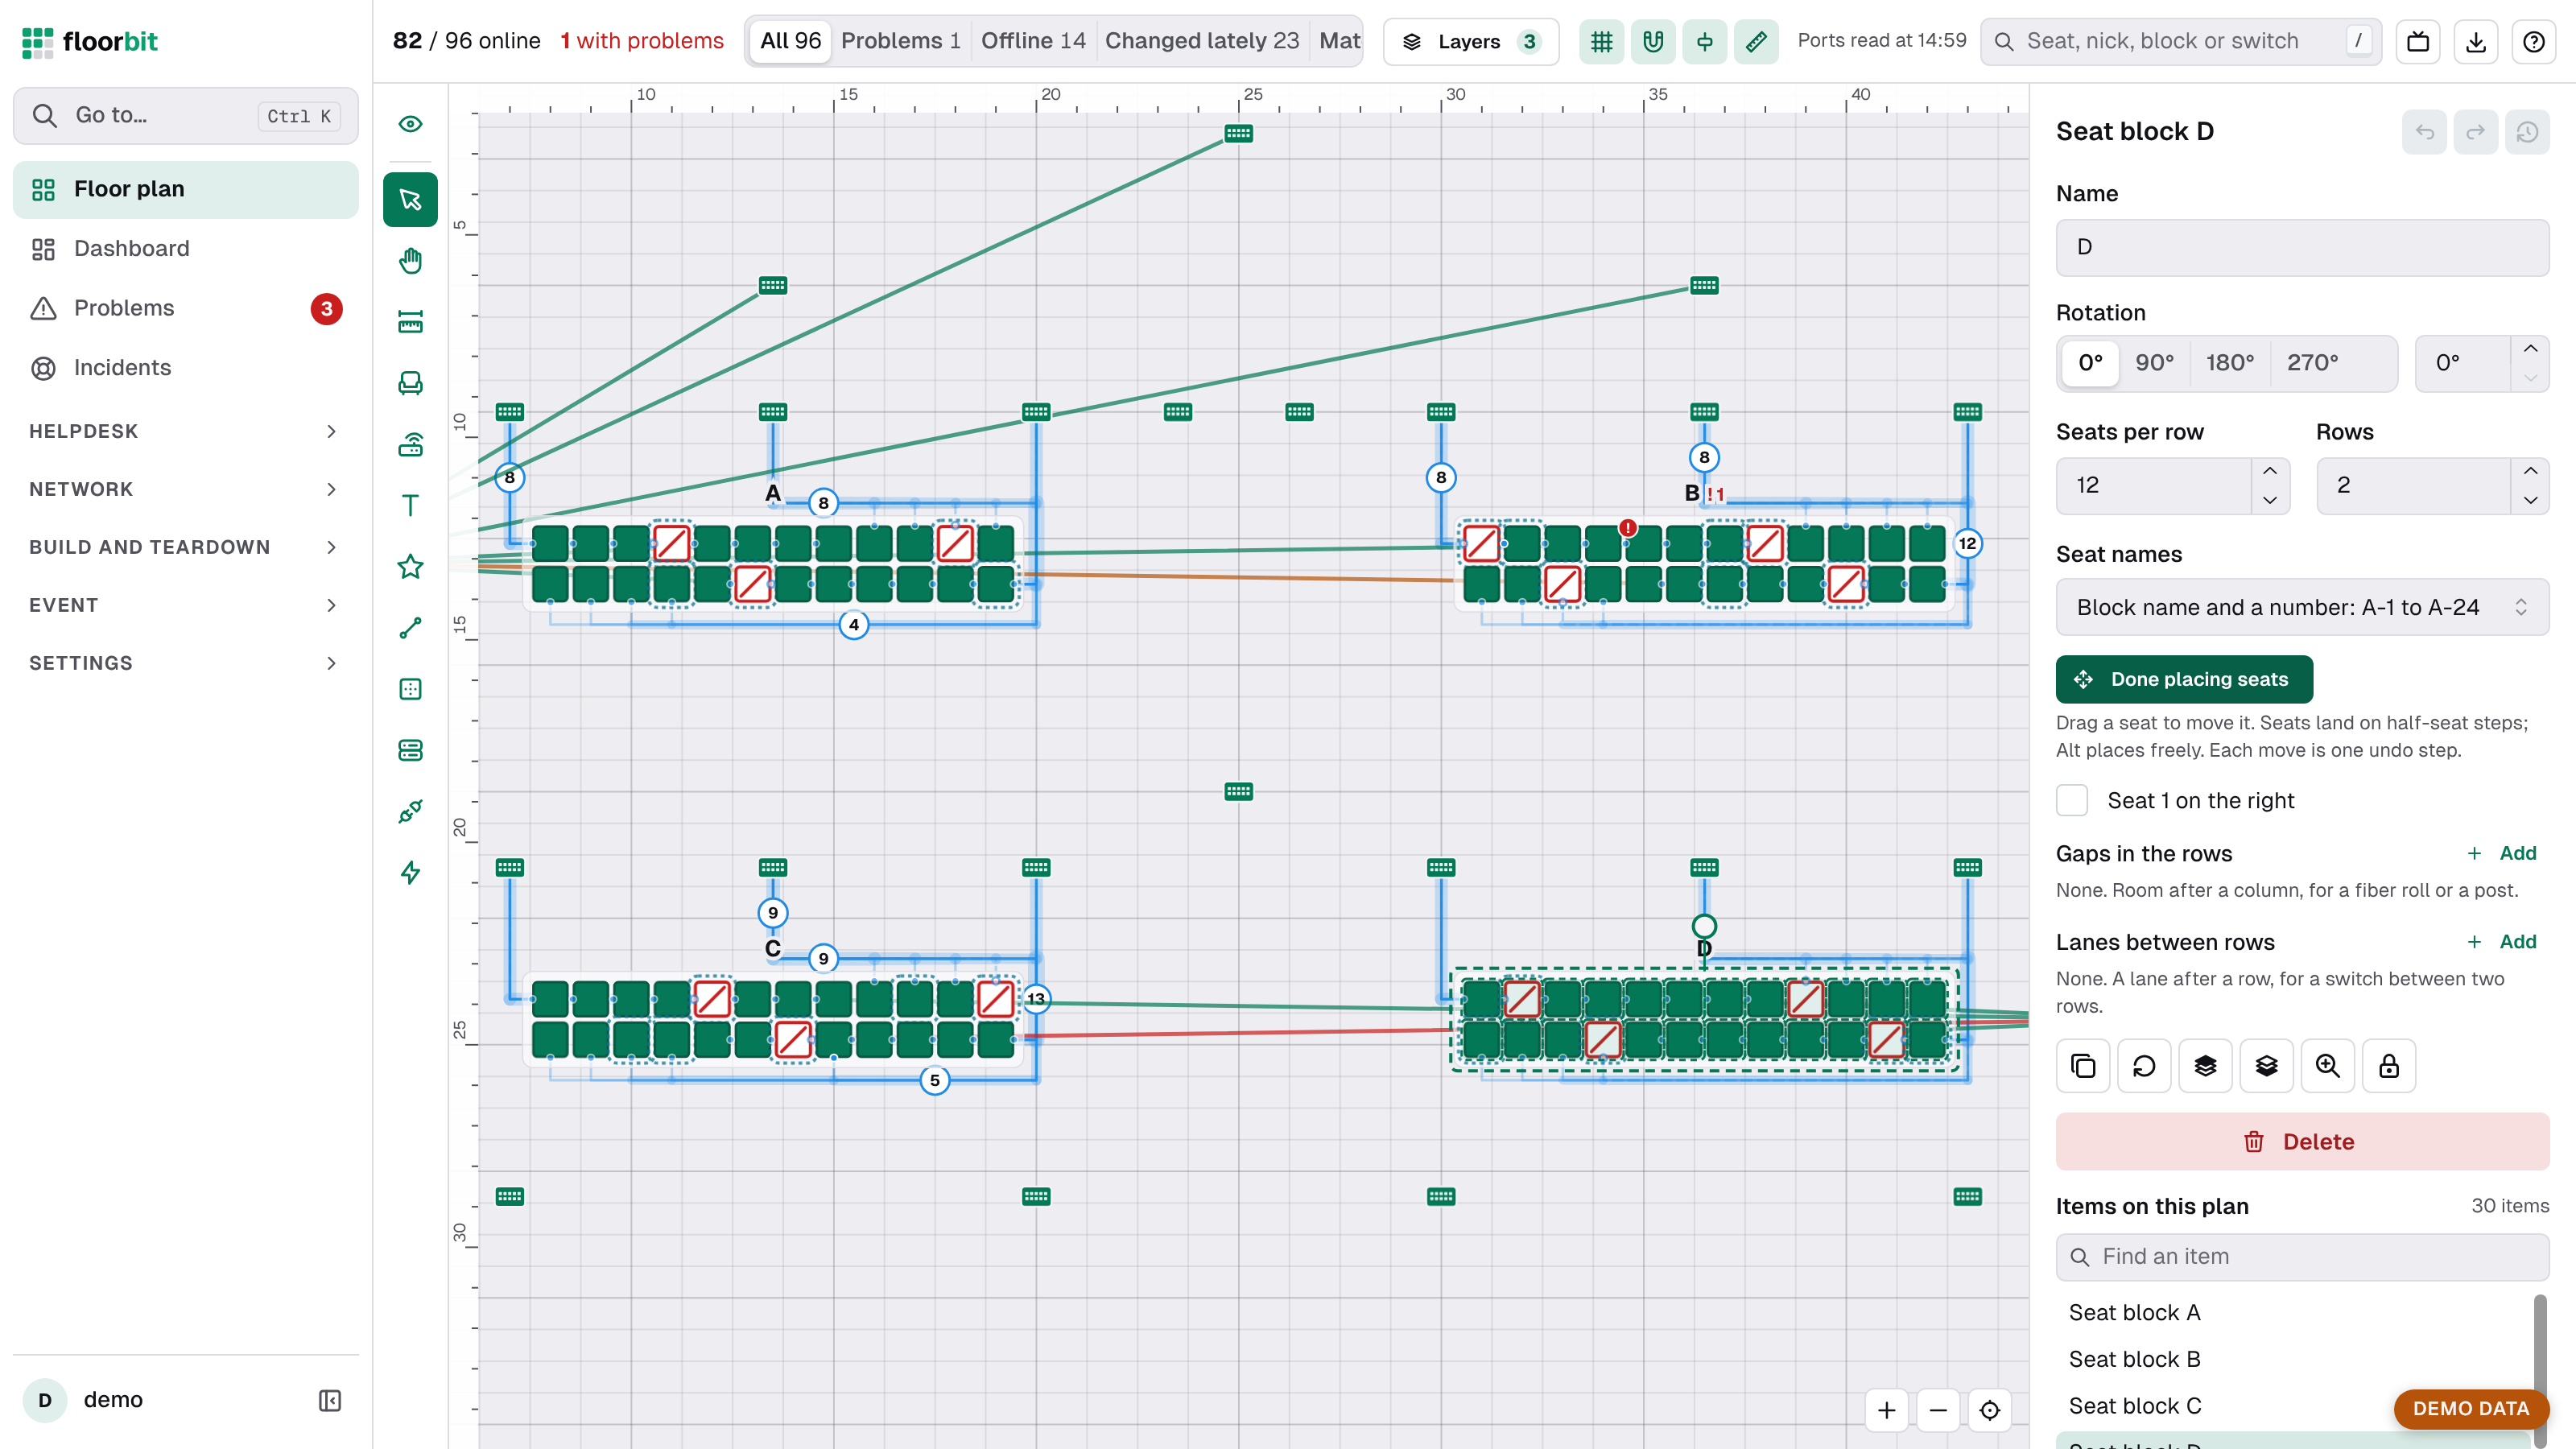 floorbit
82 / 96 online
1 with problems
All 96
Problems 1
Offline 14
Changed lately 23
Mat
Layers 3
Ports read at 14:59
Seat, nick, block or switch
/
Go to...
Ctrl K
Floor plan
Dashboard
Problems
3
Incidents
HELPDESK
NETWORK
BUILD AND TEARDOWN
EVENT
SETTINGS
D
demo
10
15
20
25
30
35
40
5
10
15
20
25
30
8
A
8
4
8
8
B !1
!
12
9
C
9
13
5
D
Seat block D
Name
D
Rotation
0°
90°
180°
270°
0°
Seats per row
Rows
12
2
Seat names
Block name and a number: A-1 to A-24
Done placing seats
Drag a seat to move it. Seats land on half-seat steps;
Alt places freely. Each move is one undo step.
Seat 1 on the right
Gaps in the rows
+ Add
None. Room after a column, for a fiber roll or a post.
Lanes between rows
+ Add
None. A lane after a row, for a switch between two
rows.
Delete
Items on this plan
30 items
Find an item
Seat block A
Seat block B
Seat block C
DEMO DATA